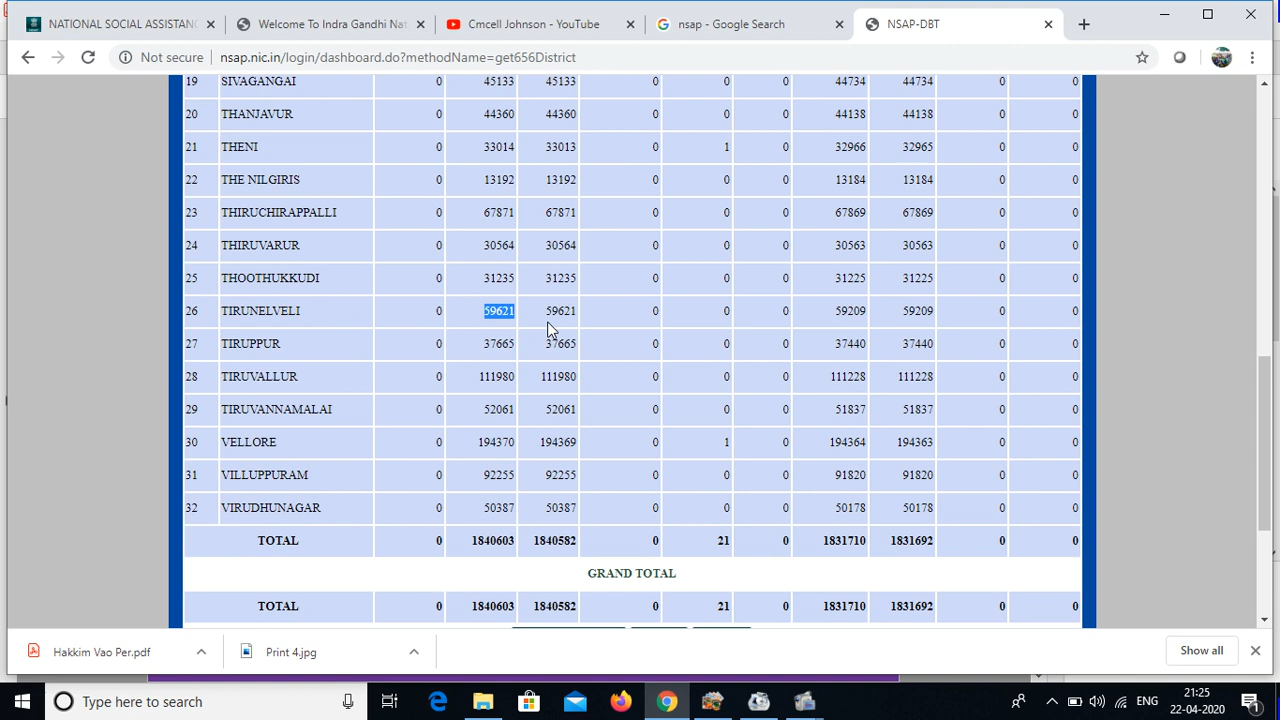 NATIONAL SOCIAL ASSISTANC
Welcome To Indra Gandhi Nat
Cmcell Johnson - YouTube
nsap - Google Search
NSAP-DBT
Not secure nsap.nic.in/login/dashboard.do?methodName=get656District
19 SIVAGANGAI 0 45133 45133 0 0 0 44734 44734 0 0
20 THANJAVUR 0 44360 44360 0 0 0 44138 44138 0 0
21 THENI 0 33014 33013 0 1 0 32966 32965 0 0
22 THE NILGIRIS 0 13192 13192 0 0 0 13184 13184 0 0
23 THIRUCHIRAPPALLI 0 67871 67871 0 0 0 67869 67869 0 0
24 THIRUVARUR 0 30564 30564 0 0 0 30563 30563 0 0
25 THOOTHUKKUDI 0 31235 31235 0 0 0 31225 31225 0 0
26 TIRUNELVELI 0 59621 59621 0 0 0 59209 59209 0 0
27 TIRUPPUR 0 37665 37665 0 0 0 37440 37440 0 0
28 TIRUVALLUR 0 111980 111980 0 0 0 111228 111228 0 0
29 TIRUVANNAMALAI 0 52061 52061 0 0 0 51837 51837 0 0
30 VELLORE 0 194370 194369 0 1 0 194364 194363 0 0
31 VILLUPPURAM 0 92255 92255 0 0 0 91820 91820 0 0
32 VIRUDHUNAGAR 0 50387 50387 0 0 0 50178 50178 0 0
TOTAL 0 1840603 1840582 0 21 0 1831710 1831692 0 0
GRAND TOTAL
TOTAL 0 1840603 1840582 0 21 0 1831710 1831692 0 0
Hakkim Vao Per.pdf
Print 4.jpg
Show all
Type here to search
ENG
21:25
22-04-2020
1